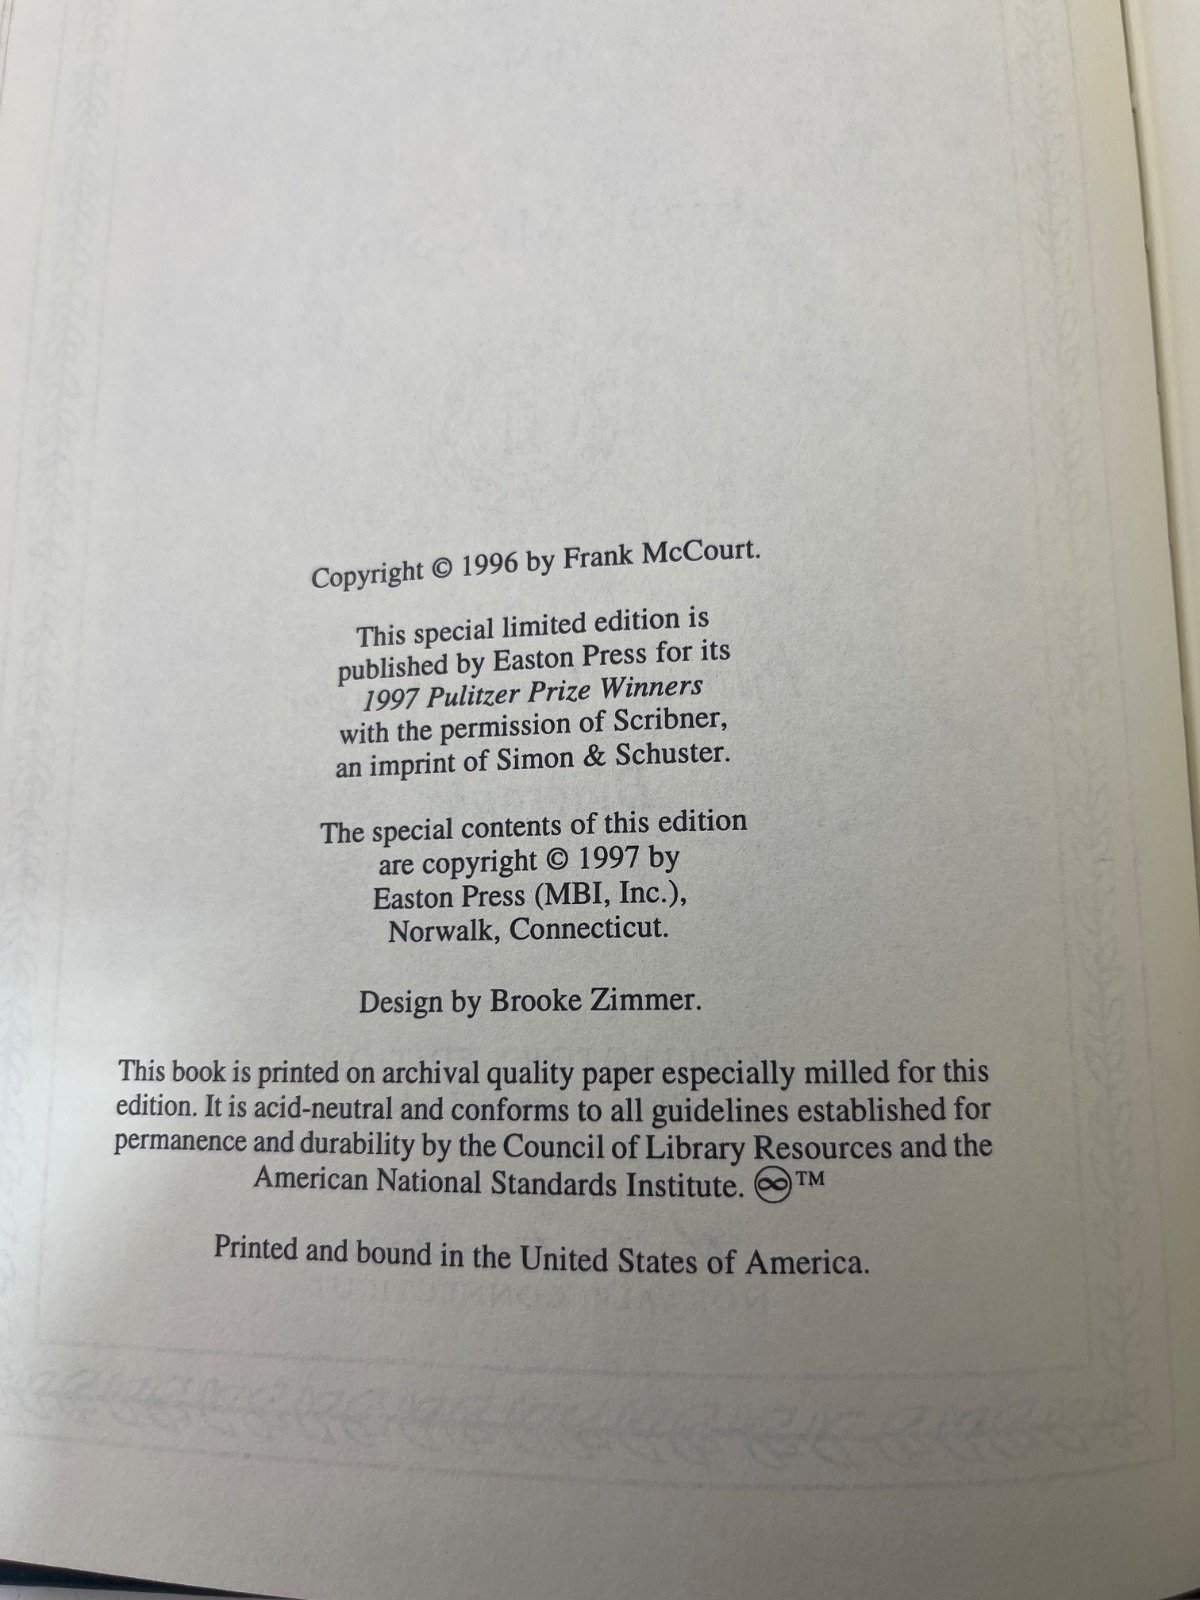 Copyright © 1996 by Frank McCourt.
This special limited edition is
published by Easton Press for its
1997 Pulitzer Prize Winners
with the permission of Scribner,
an imprint of Simon & Schuster.
The special contents of this edition
are copyright © 1997 by
Easton Press (MBI, Inc.),
Norwalk, Connecticut.
Design by Brooke Zimmer.
This book is printed on archival quality paper especially milled for this
edition. It is acid-neutral and conforms to all guidelines established for
permanence and durability by the Council of Library Resources and the
American National Standards Institute. ♾™
Printed and bound in the United States of America.